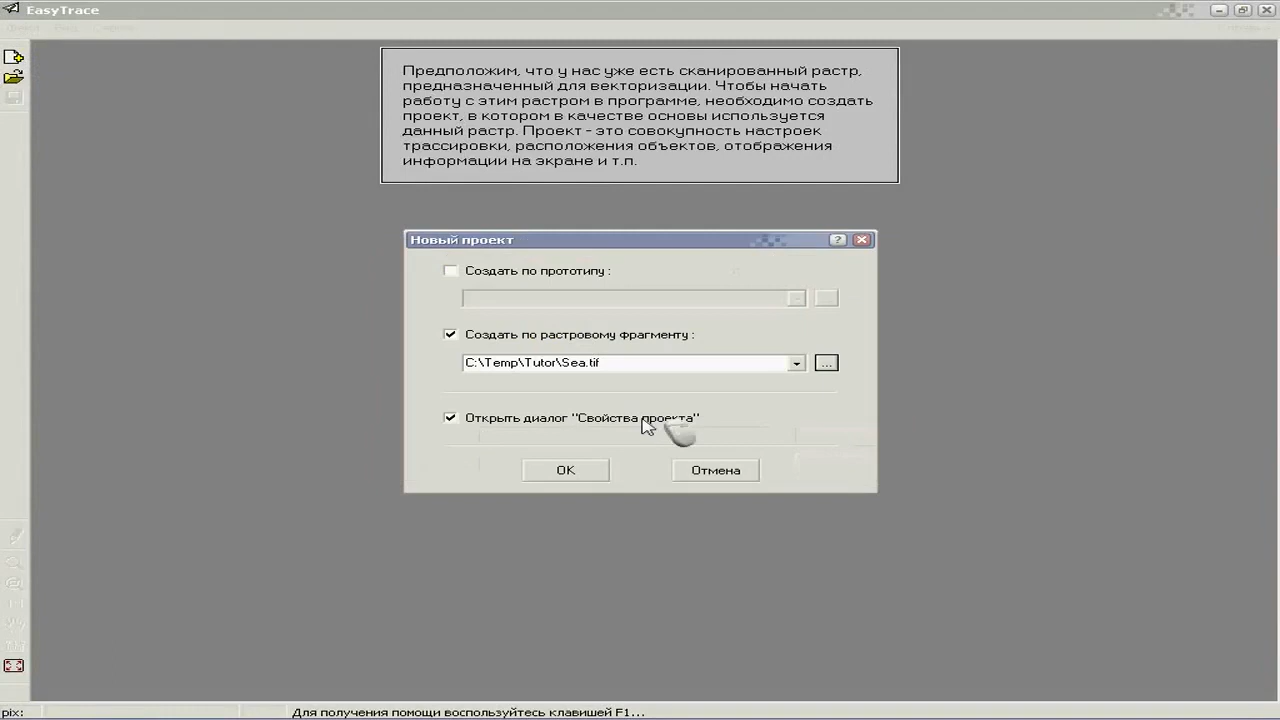 EasyTrace
Предположим, что у нас уже есть сканированный растр,
предназначенный для векторизации. Чтобы начать
работу с этим растром в программе, необходимо создать
проект, в котором в качестве основы используется
данный растр. Проект - это совокупность настроек
трассировки, расположения объектов, отображения
информации на экране и т.п.
Новый проект
Создать по прототипу :
Создать по растровому фрагменту :
C:\Temp\Tutor\Sea.tif
...
Открыть диалог "Свойства проекта"
OK
Отмена
pix:
Для получения помощи воспользуйтесь клавишей F1...